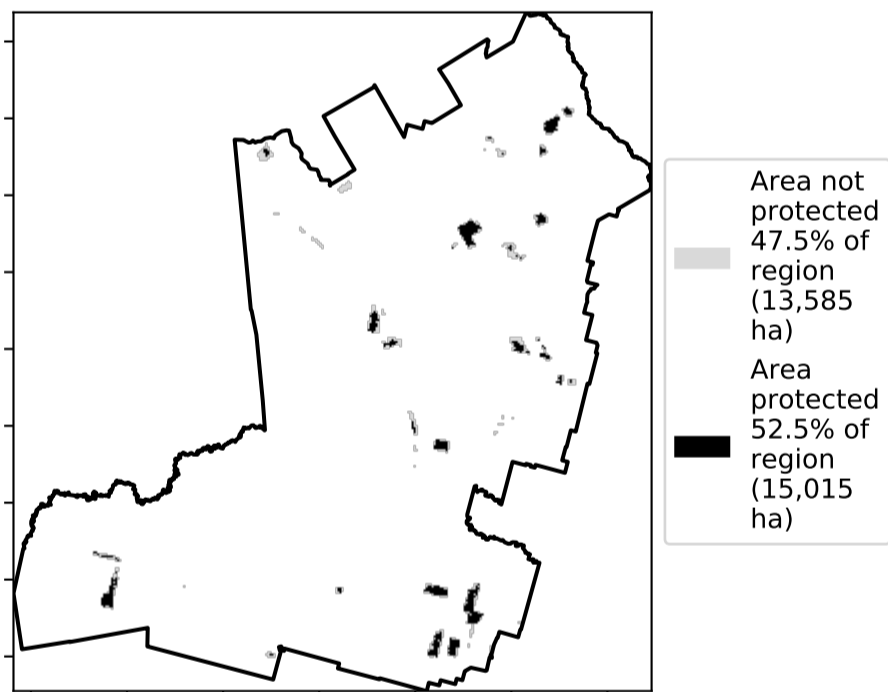 Area not
protected
47.5% of
region
(13,585
ha)
Area
protected
52.5% of
region
(15,015
ha)